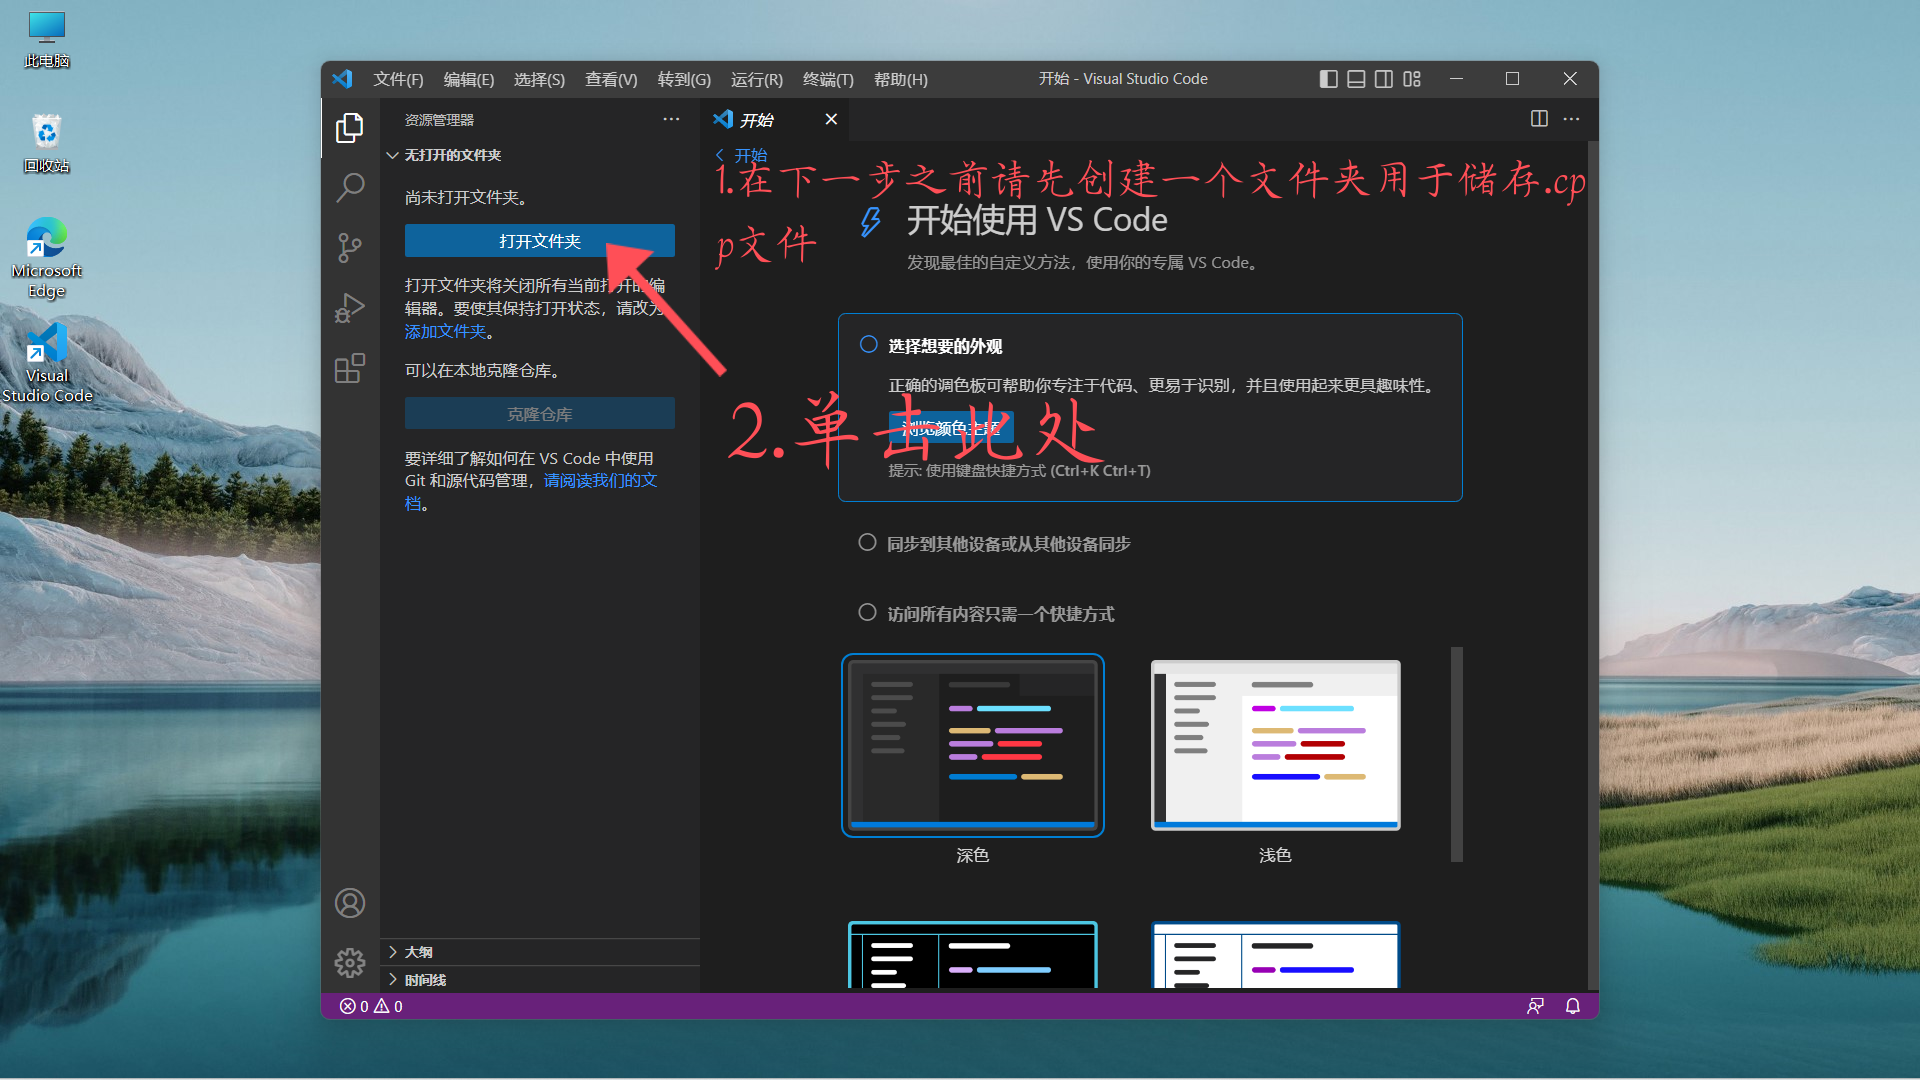 此电脑
回收站
Microsoft
Edge
Visual
Studio Code
文件(F) 编辑(E) 选择(S) 查看(V) 转到(G) 运行(R) 终端(T) 帮助(H)
开始 - Visual Studio Code
资源管理器
无打开的文件夹
尚未打开文件夹。
打开文件夹
打开文件夹将关闭所有当前打开的编
辑器。要使其保持打开状态，请改为
添加文件夹。
可以在本地克隆仓库。
克隆仓库
要详细了解如何在 VS Code 中使用
Git 和源代码管理，请阅读我们的文
档。
大纲
时间线
开始
开始
1.在下一步之前请先创建一个文件夹用于储存.cp
p文件
开始使用 VS Code
发现最佳的自定义方法，使用你的专属 VS Code。
选择想要的外观
正确的调色板可帮助你专注于代码、更易于识别，并且使用起来更具趣味性。
2.单击此处
浏览颜色主题
提示: 使用键盘快捷方式 (Ctrl+K Ctrl+T)
同步到其他设备或从其他设备同步
访问所有内容只需一个快捷方式
深色
浅色
0 0